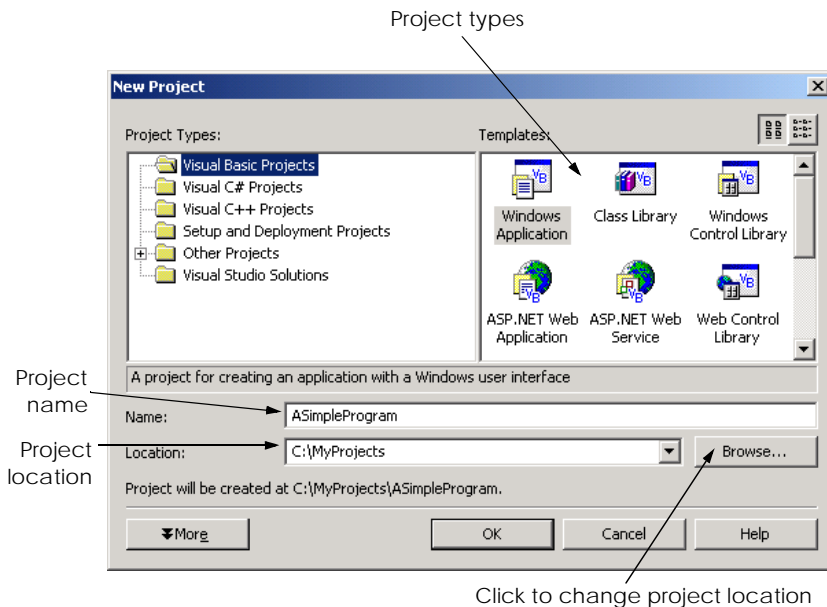 Project types
New Project
Project Types:
Templates:
Visual Basic Projects
Visual C# Projects
Visual C++ Projects
Setup and Deployment Projects
Other Projects
Visual Studio Solutions
Windows
Application
Class Library
Windows
Control Library
ASP.NET Web
Application
ASP.NET Web
Service
Web Control
Library
A project for creating an application with a Windows user interface
Project
name
Name:
ASimpleProgram
Project
location
Location:
C:\MyProjects
Browse...
Project will be created at C:\MyProjects\ASimpleProgram.
More
OK
Cancel
Help
Click to change project location